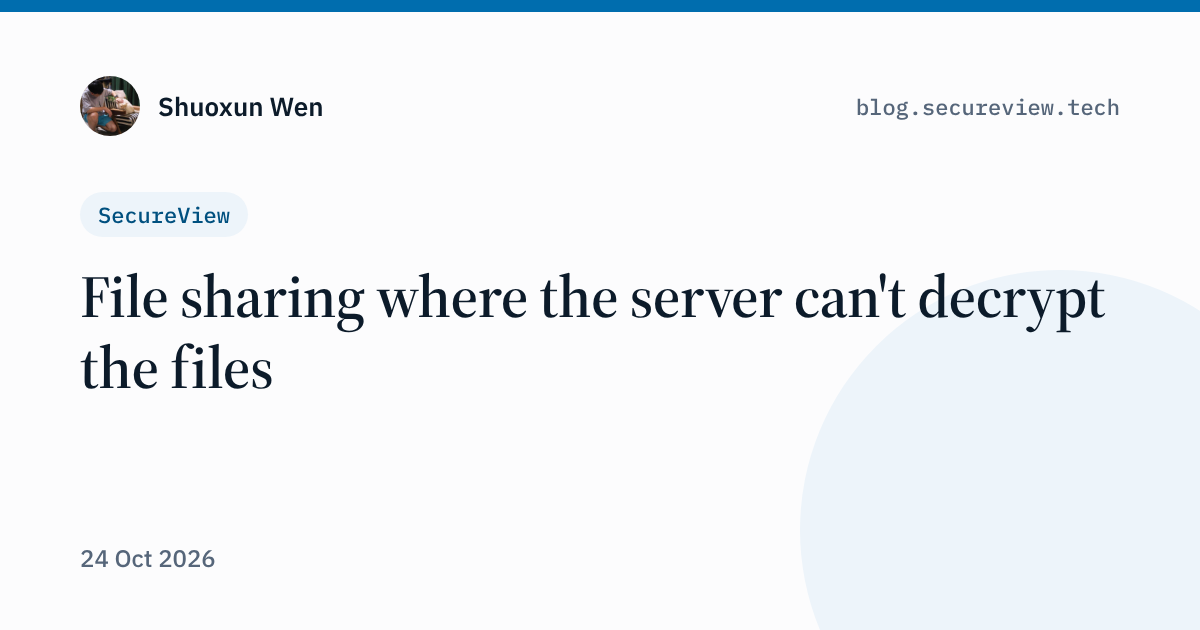 Shuoxun Wen
blog.secureview.tech
SecureView
File sharing where the server can't decrypt
the files
24 Oct 2026